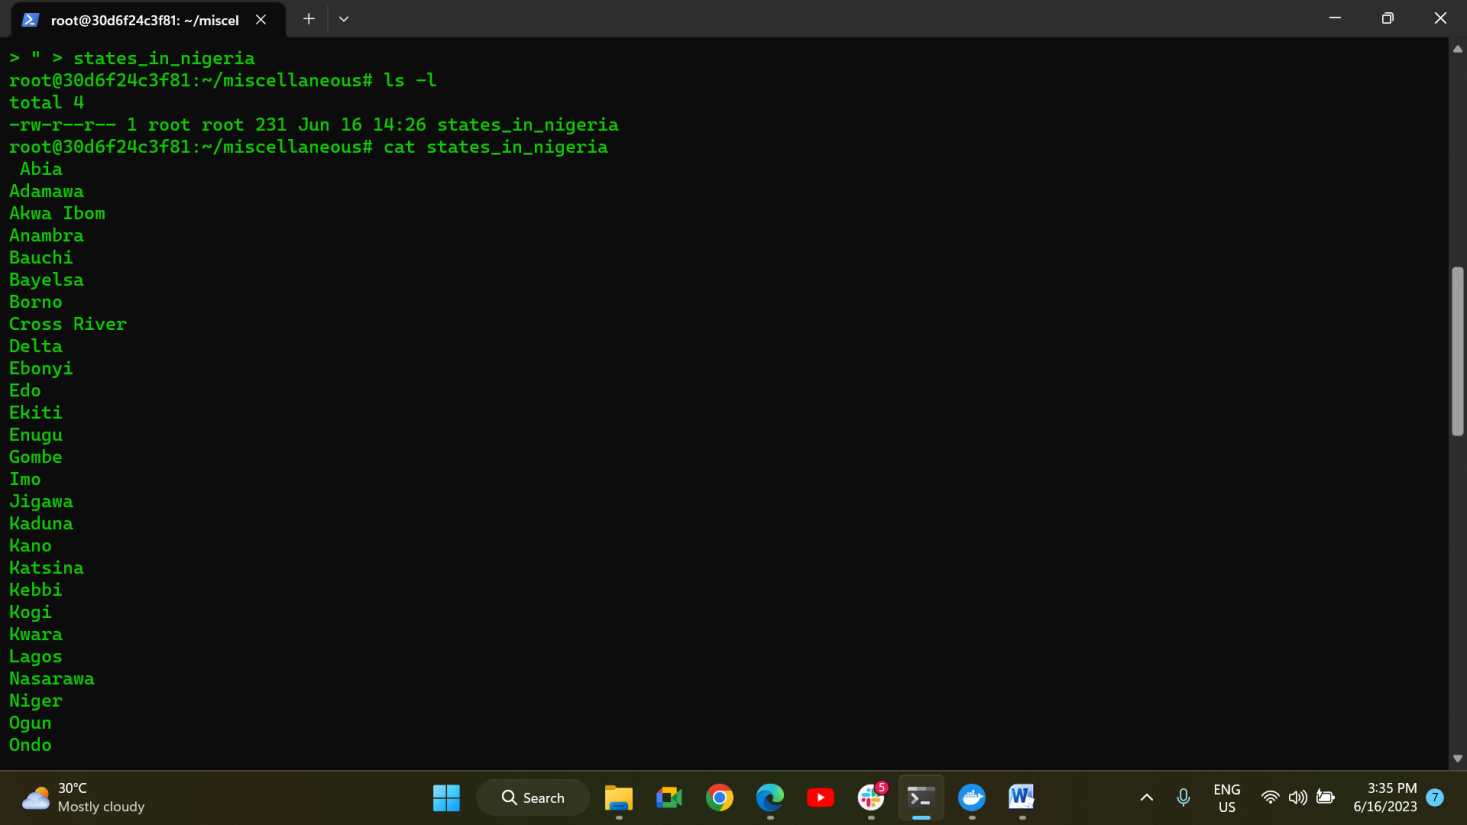 root@30d6f24c3f81: ~/miscel
> " > states_in_nigeria
root@30d6f24c3f81:~/miscellaneous# ls -l
total 4
-rw-r--r-- 1 root root 231 Jun 16 14:26 states_in_nigeria
root@30d6f24c3f81:~/miscellaneous# cat states_in_nigeria
 Abia
Adamawa
Akwa Ibom
Anambra
Bauchi
Bayelsa
Borno
Cross River
Delta
Ebonyi
Edo
Ekiti
Enugu
Gombe
Imo
Jigawa
Kaduna
Kano
Katsina
Kebbi
Kogi
Kwara
Lagos
Nasarawa
Niger
Ogun
Ondo
30°C
Mostly cloudy
Search
5
W
ENG
US
3:35 PM
6/16/2023
7